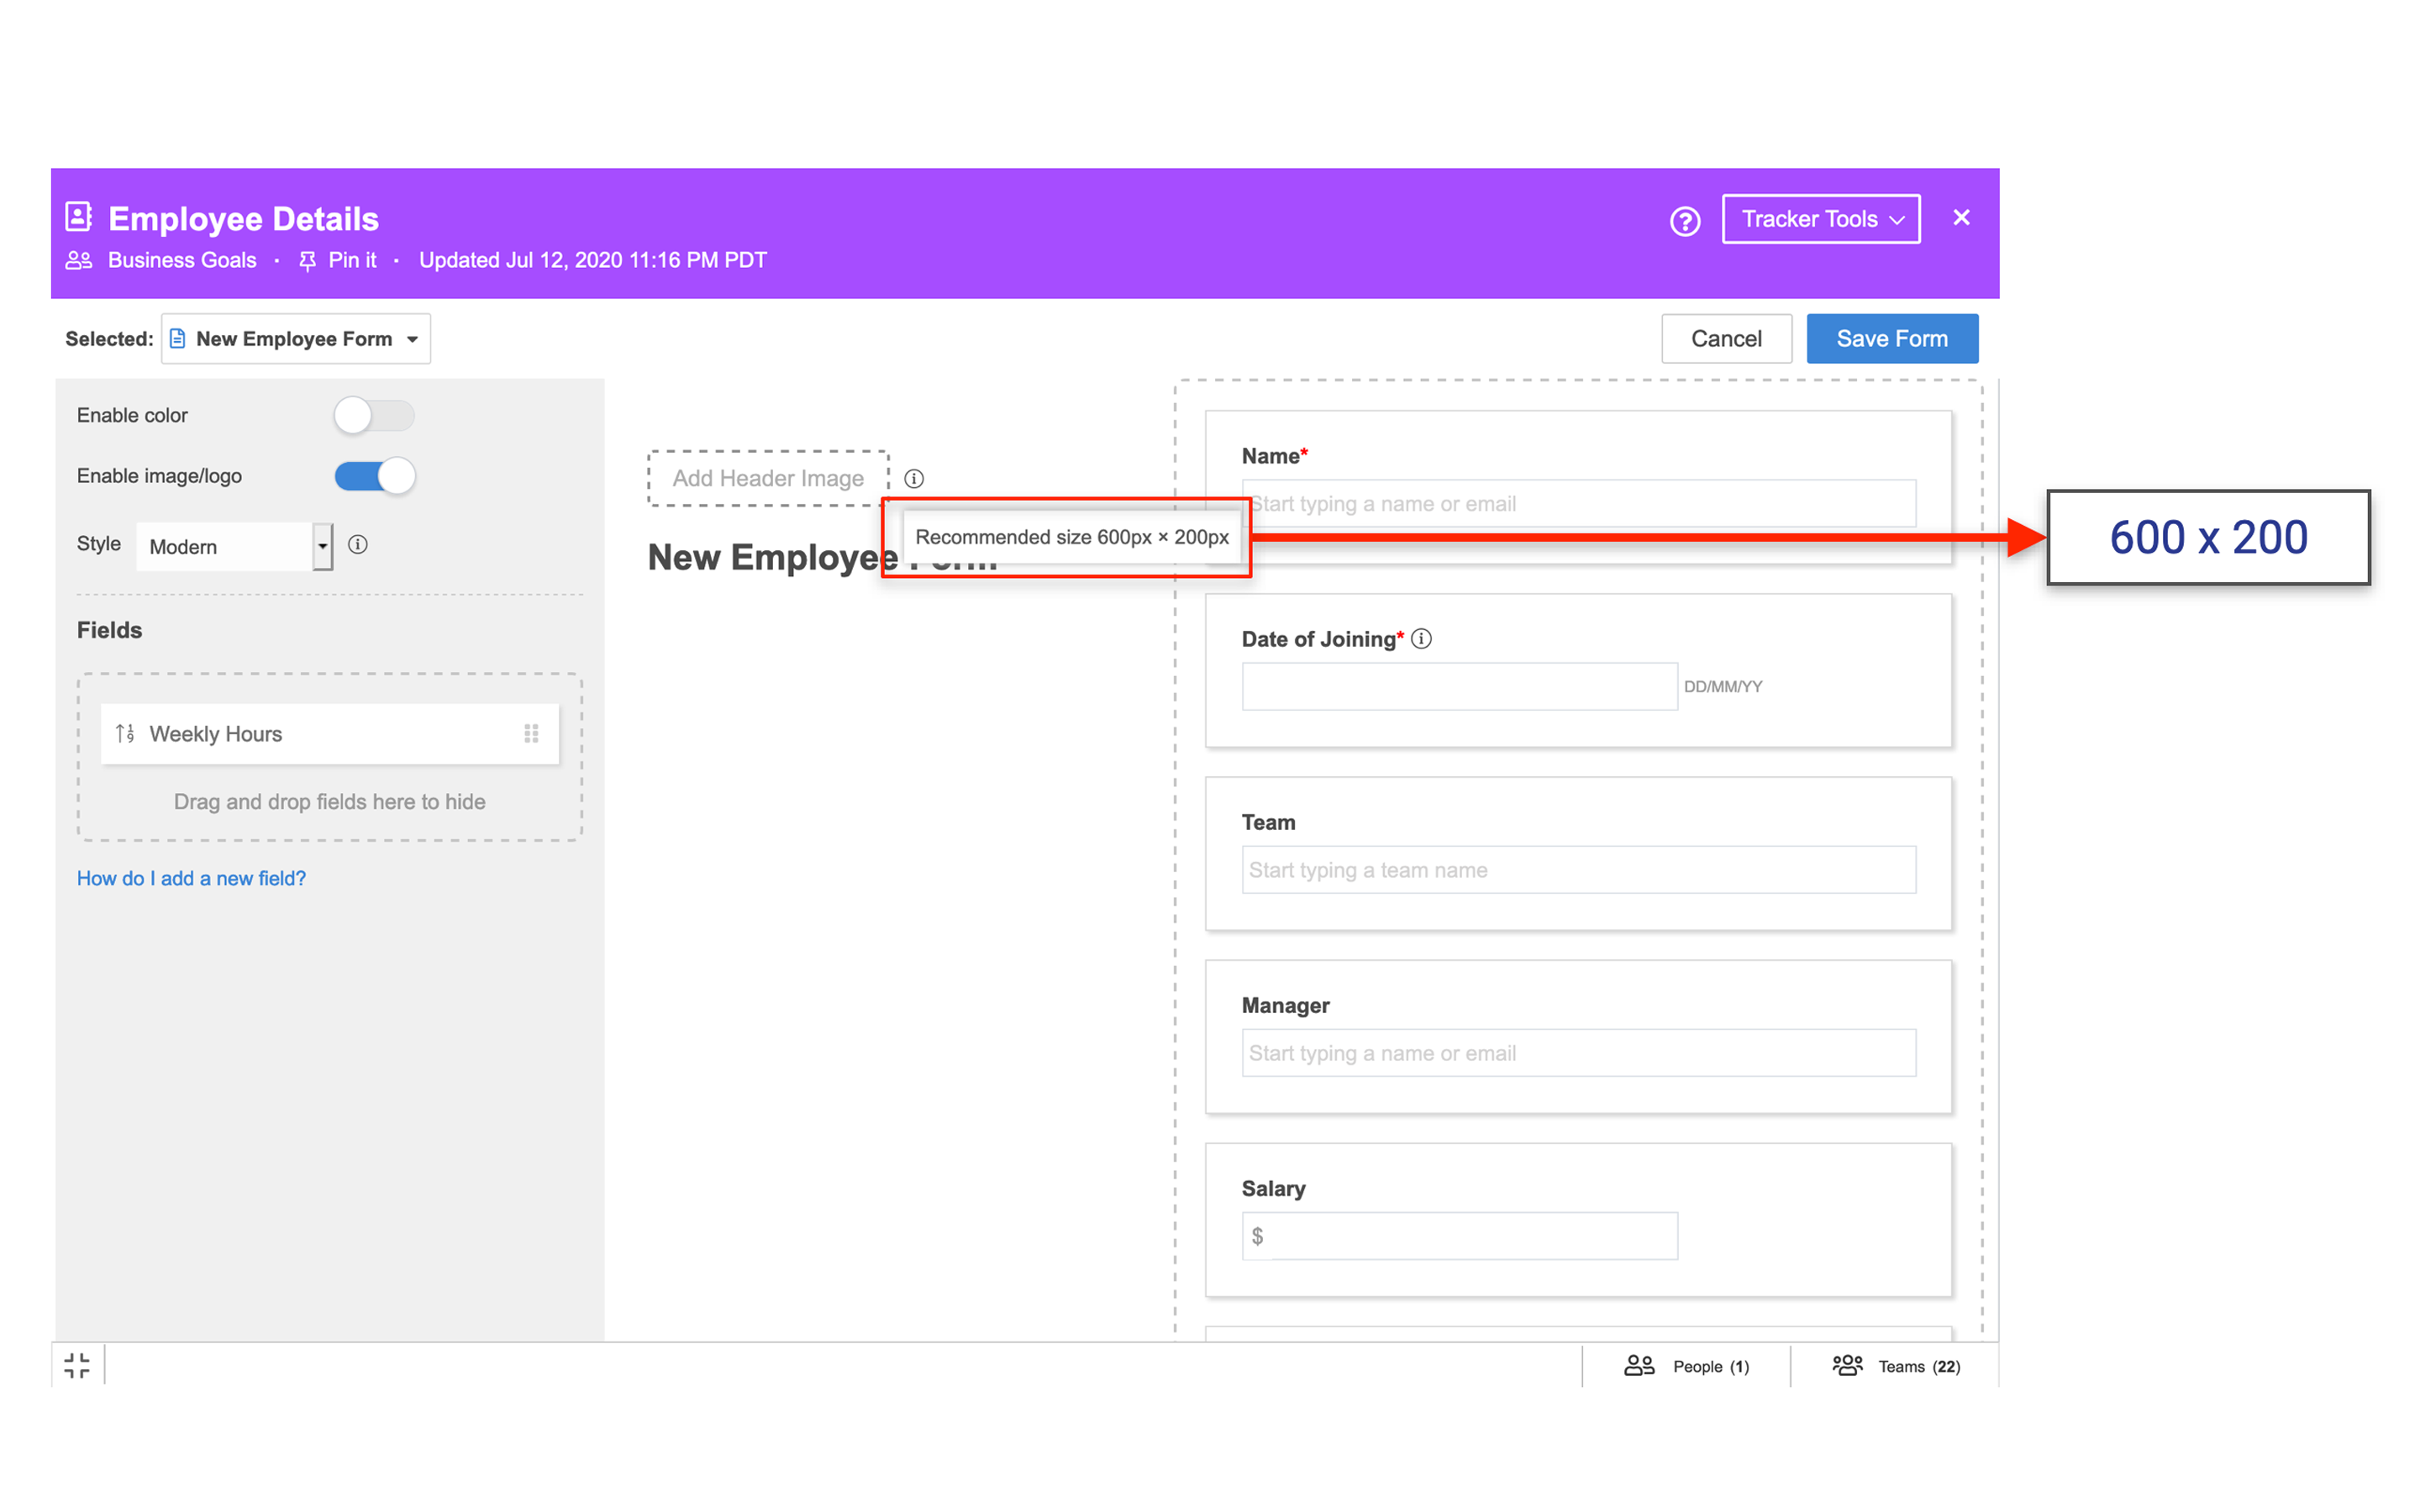 Employee Details
Business Goals · Pin it · Updated Jul 12, 2020 11:16 PM PDT
Tracker Tools
Selected: New Employee Form
Cancel
Save Form
Enable color
Enable image/logo
Style Modern
Fields
Weekly Hours
Drag and drop fields here to hide
How do I add a new field?
Add Header Image
Recommended size 600px × 200px
New Employee Form
600 x 200
Name*
Start typing a name or email
Date of Joining*
DD/MM/YY
Team
Start typing a team name
Manager
Start typing a name or email
Salary
$
People (1)
Teams (22)